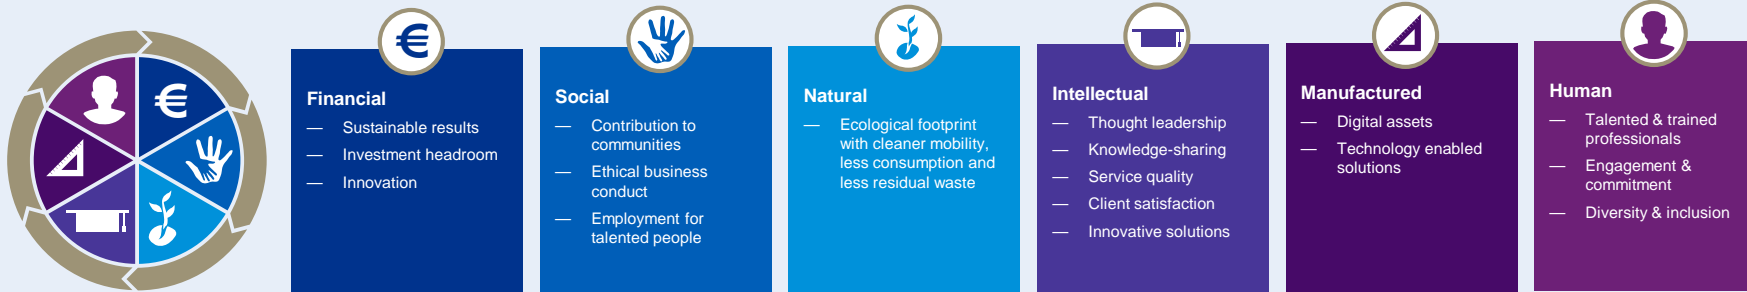 Financial
— Sustainable results
— Investment headroom
— Innovation
Social
— Contribution to
communities
— Ethical business
conduct
— Employment for
talented people
Natural
— Ecological footprint
with cleaner mobility,
less consumption and
less residual waste
Intellectual
— Thought leadership
— Knowledge-sharing
— Service quality
— Client satisfaction
— Innovative solutions
Manufactured
— Digital assets
— Technology enabled
solutions
Human
— Talented & trained
professionals
— Engagement &
commitment
— Diversity & inclusion